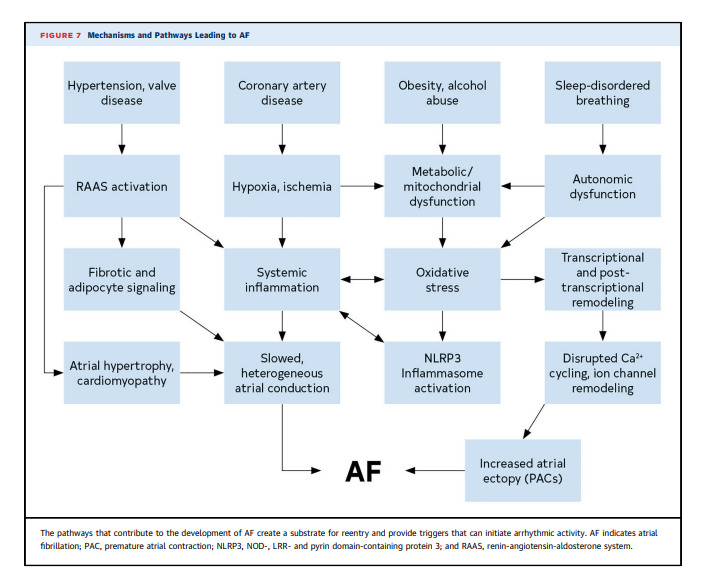 FIGURE 7 Mechanisms and Pathways Leading to AF
Hypertension, valve
disease
Coronary artery
disease
Obesity, alcohol
abuse
Sleep-disordered
breathing
RAAS activation
Hypoxia, ischemia
Metabolic/
mitochondrial
dysfunction
Autonomic
dysfunction
Fibrotic and
adipocyte signaling
Systemic
inflammation
Oxidative
stress
Transcriptional
and post-
transcriptional
remodeling
Atrial hypertrophy,
cardiomyopathy
Slowed,
heterogeneous
atrial conduction
NLRP3
Inflammasome
activation
Disrupted Ca²⁺
cycling, ion channel
remodeling
AF
Increased atrial
ectopy (PACs)
The pathways that contribute to the development of AF create a substrate for reentry and provide triggers that can initiate arrhythmic activity. AF indicates atrial
fibrillation; PAC, premature atrial contraction; NLRP3, NOD-, LRR- and pyrin domain-containing protein 3; and RAAS, renin-angiotensin-aldosterone system.